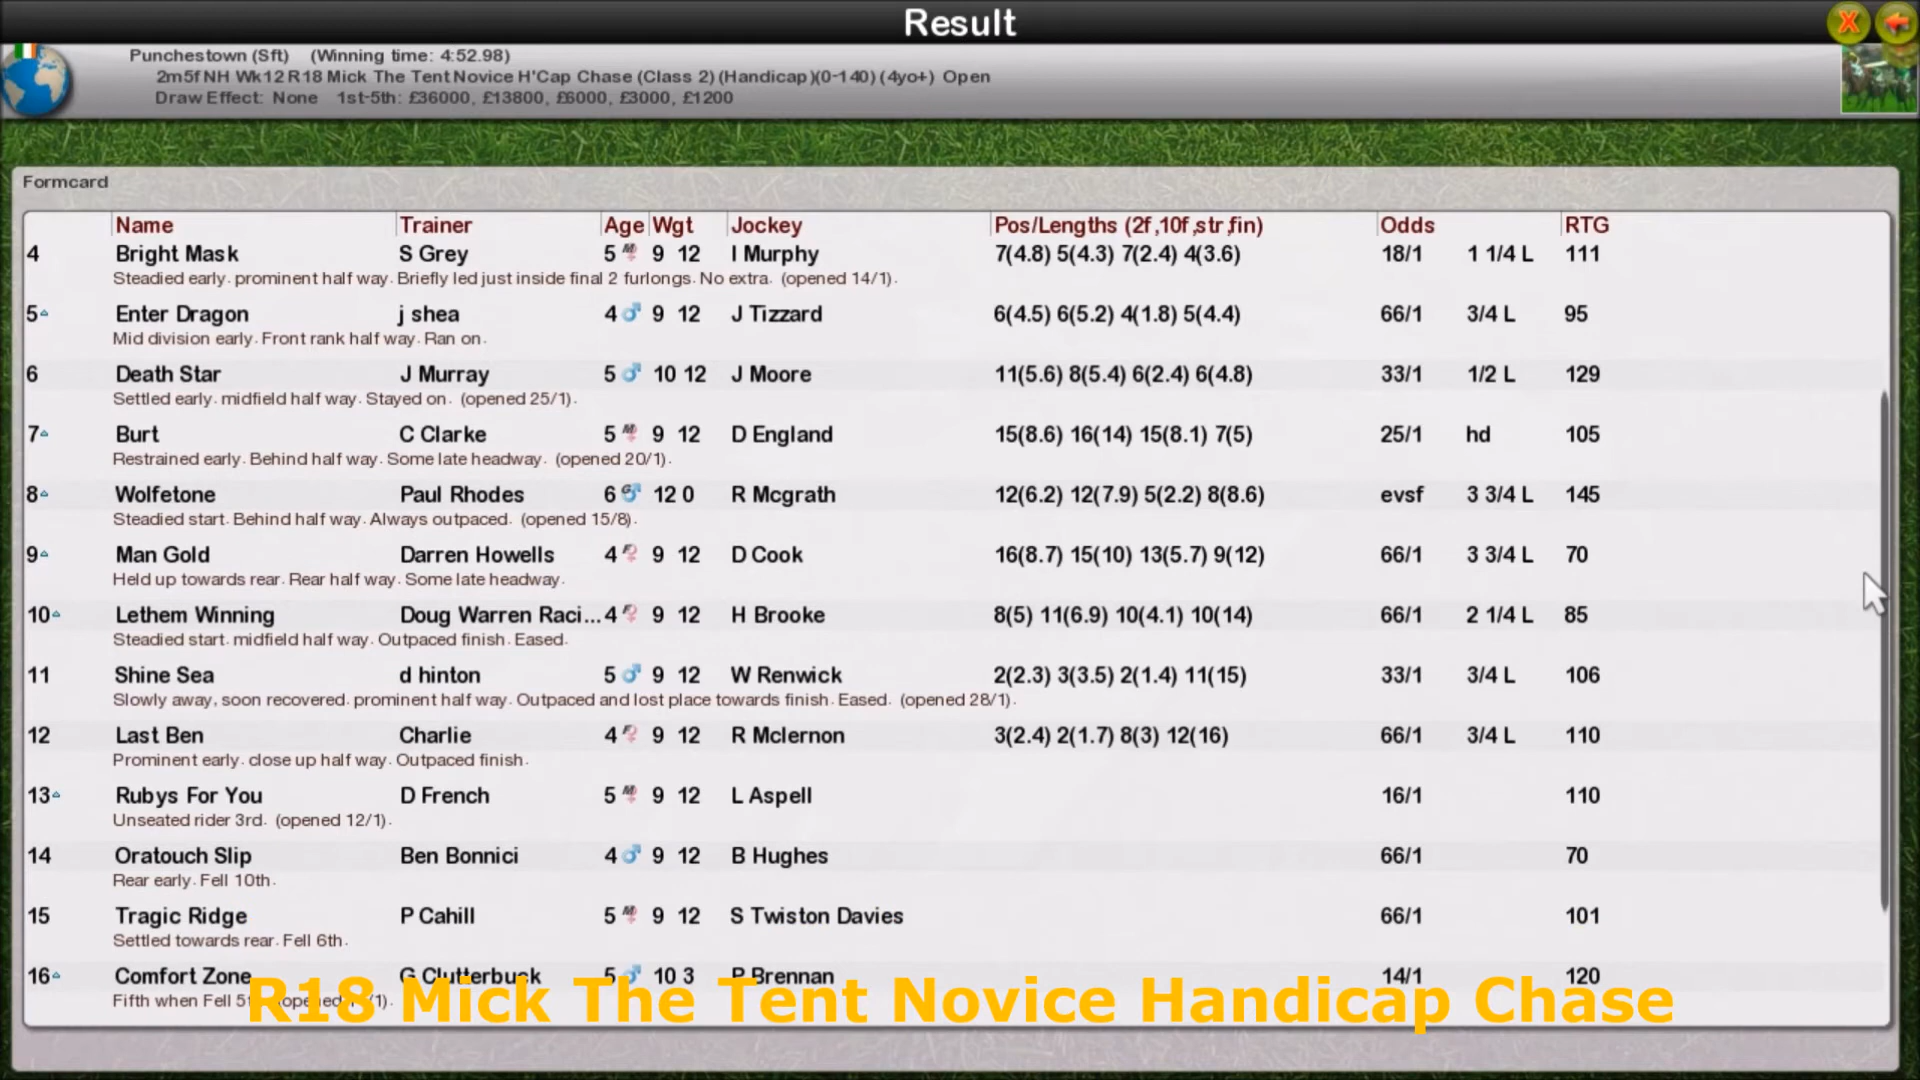 Result
Punchestown (Sft) (Winning time: 4:52.98)
2m5f NH Wk12 R18 Mick The Tent Novice H'Cap Chase (Class 2) (Handicap)(0-140) (4yo+) Open
Draw Effect: None 1st-5th: £36000, £13800, £6000, £3000, £1200
Formcard
Name Trainer Age Wgt Jockey Pos/Lengths (2f,10f,str,fin) Odds RTG
4 Bright Mask S Grey 5 9 12 I Murphy 7(4.8) 5(4.3) 7(2.4) 4(3.6) 18/1 1 1/4 L 111
Steadied early. prominent half way. Briefly led just inside final 2 furlongs. No extra. (opened 14/1).
5 Enter Dragon j shea 4 9 12 J Tizzard 6(4.5) 6(5.2) 4(1.8) 5(4.4) 66/1 3/4 L 95
Mid division early. Front rank half way. Ran on.
6 Death Star J Murray 5 10 12 J Moore 11(5.6) 8(5.4) 6(2.4) 6(4.8) 33/1 1/2 L 129
Settled early. midfield half way. Stayed on. (opened 25/1).
7 Burt C Clarke 5 9 12 D England 15(8.6) 16(14) 15(8.1) 7(5) 25/1 hd 105
Restrained early. Behind half way. Some late headway. (opened 20/1).
8 Wolfetone Paul Rhodes 6 12 0 R Mcgrath 12(6.2) 12(7.9) 5(2.2) 8(8.6) evsf 3 3/4 L 145
Steadied start. Behind half way. Always outpaced. (opened 15/8).
9 Man Gold Darren Howells 4 9 12 D Cook 16(8.7) 15(10) 13(5.7) 9(12) 66/1 3 3/4 L 70
Held up towards rear. Rear half way. Some late headway.
10 Lethem Winning Doug Warren Raci... 4 9 12 H Brooke 8(5) 11(6.9) 10(4.1) 10(14) 66/1 2 1/4 L 85
Steadied start. midfield half way. Outpaced finish. Eased.
11 Shine Sea d hinton 5 9 12 W Renwick 2(2.3) 3(3.5) 2(1.4) 11(15) 33/1 3/4 L 106
Slowly away, soon recovered. prominent half way. Outpaced and lost place towards finish. Eased. (opened 28/1).
12 Last Ben Charlie 4 9 12 R Mclernon 3(2.4) 2(1.7) 8(3) 12(16) 66/1 3/4 L 110
Prominent early. close up half way. Outpaced finish.
13 Rubys For You D French 5 9 12 L Aspell 16/1 110
Unseated rider 3rd. (opened 12/1).
14 Oratouch Slip Ben Bonnici 4 9 12 B Hughes 66/1 70
Rear early. Fell 10th.
15 Tragic Ridge P Cahill 5 9 12 S Twiston Davies 66/1 101
Settled towards rear. Fell 6th.
16 Comfort Zone G Clutterbuck 5 10 3 P Brennan 14/1 120
Fifth when Fell
R18 Mick The Tent Novice Handicap Chase